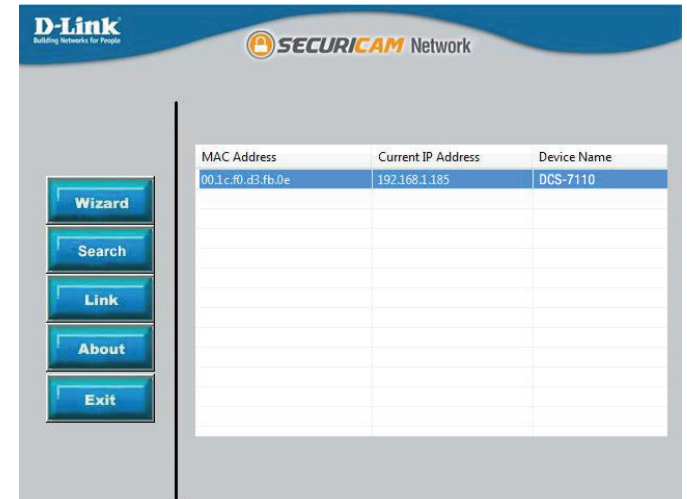 D-Link
Building Networks for People
SECURICAM Network
MAC Address Current IP Address Device Name
00.1c.f0.d3.fb.0e 192.168.1.185 DCS-7110
Wizard
Search
Link
About
Exit